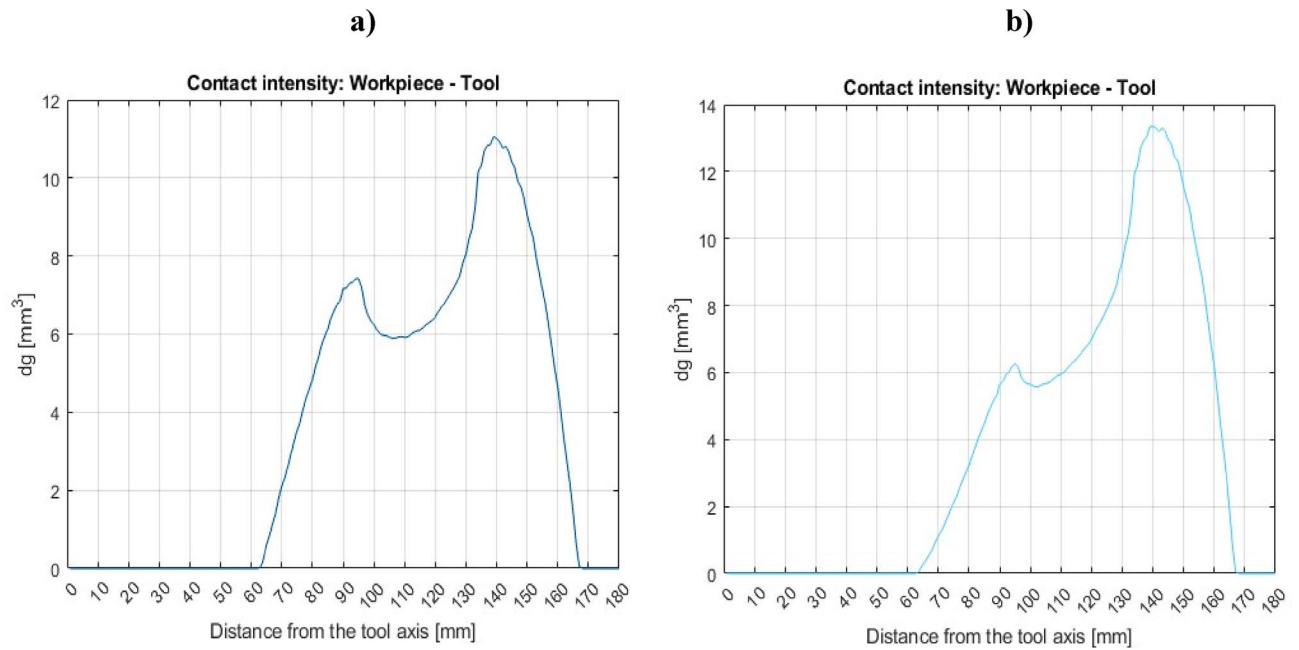 a)
Contact intensity: Workpiece - Tool
12
10
8
6
4
2
0
dg [mm³]
0 10 20 30 40 50 60 70 80 90 100 110 120 130 140 150 160 170 180
Distance from the tool axis [mm]
b)
Contact intensity: Workpiece - Tool
14
12
10
8
6
4
2
0
dg [mm³]
0 10 20 30 40 50 60 70 80 90 100 110 120 130 140 150 160 170 180
Distance from the tool axis [mm]